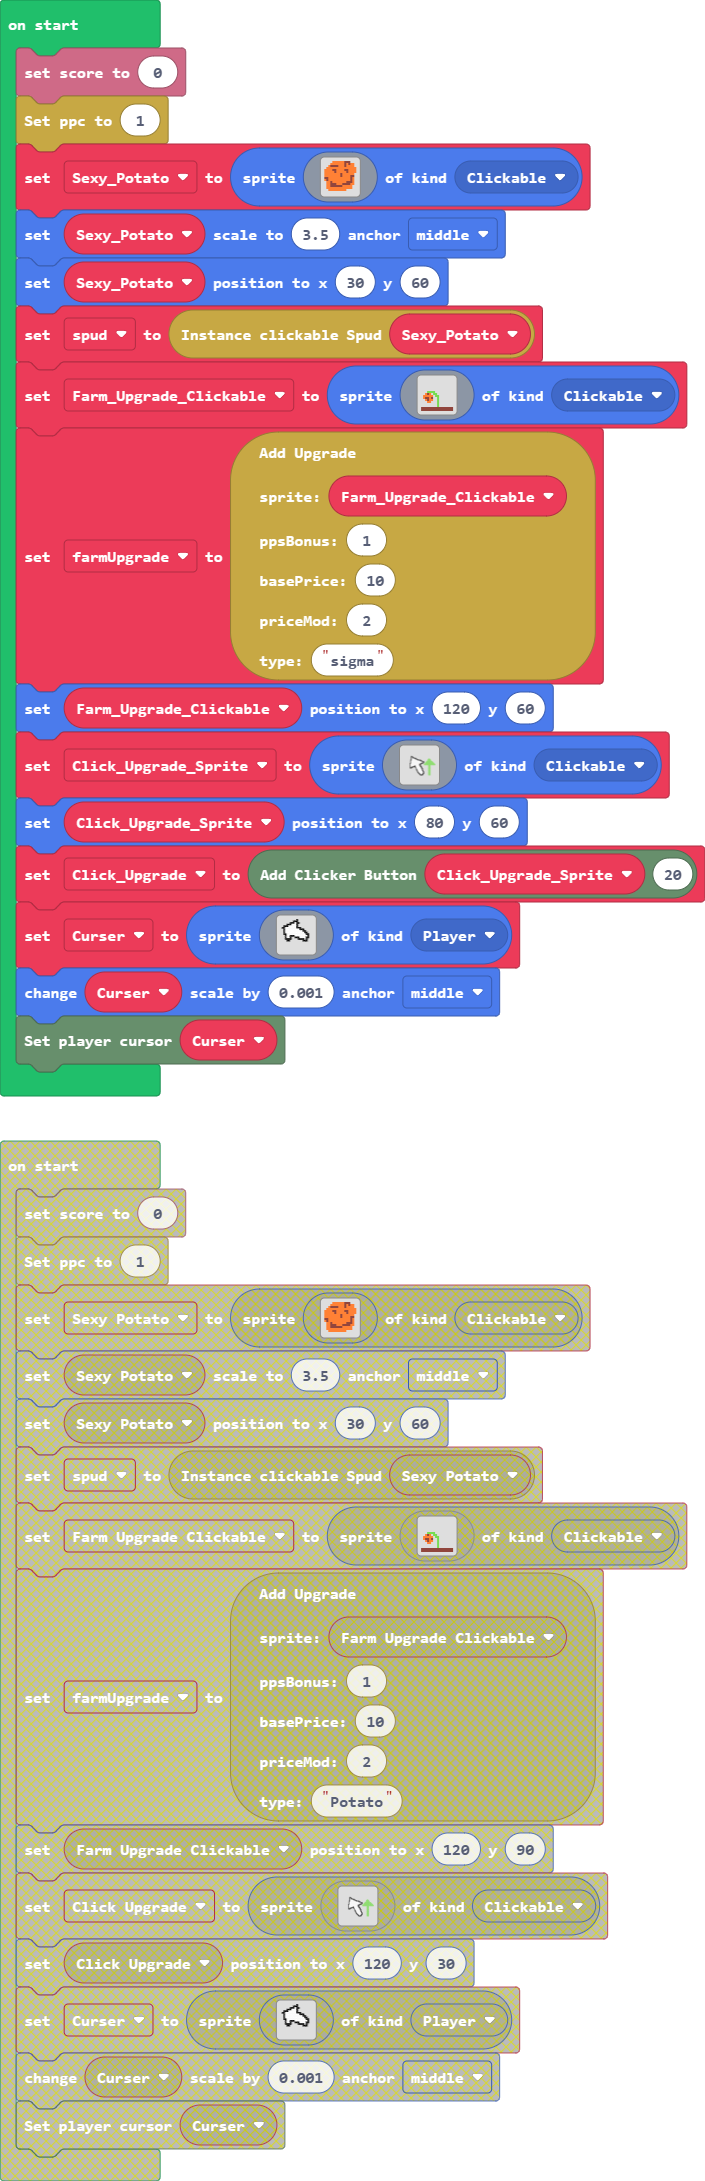 on start
set score to 0
Set ppc to 1
set Sexy_Potato to sprite of kind Clickable
set Sexy_Potato scale to 3.5 anchor middle
set Sexy_Potato position to x 30 y 60
set spud to Instance clickable Spud Sexy_Potato
set Farm_Upgrade_Clickable to sprite of kind Clickable
Add Upgrade
sprite: Farm_Upgrade_Clickable
ppsBonus: 1
set farmUpgrade to
basePrice: 10
priceMod: 2
type: "sigma"
set Farm_Upgrade_Clickable position to x 120 y 60
set Click_Upgrade_Sprite to sprite of kind Clickable
set Click_Upgrade_Sprite position to x 80 y 60
set Click_Upgrade to Add Clicker Button Click_Upgrade_Sprite 20
set Curser to sprite of kind Player
change Curser scale by 0.001 anchor middle
Set player cursor Curser
on start
set score to 0
Set ppc to 1
set Sexy Potato to sprite of kind Clickable
set Sexy Potato scale to 3.5 anchor middle
set Sexy Potato position to x 30 y 60
set spud to Instance clickable Spud Sexy Potato
set Farm Upgrade Clickable to sprite of kind Clickable
Add Upgrade
sprite: Farm Upgrade Clickable
ppsBonus: 1
set farmUpgrade to
basePrice: 10
priceMod: 2
type: "Potato"
set Farm Upgrade Clickable position to x 120 y 90
set Click Upgrade to sprite of kind Clickable
set Click Upgrade position to x 120 y 30
set Curser to sprite of kind Player
change Curser scale by 0.001 anchor middle
Set player cursor Curser